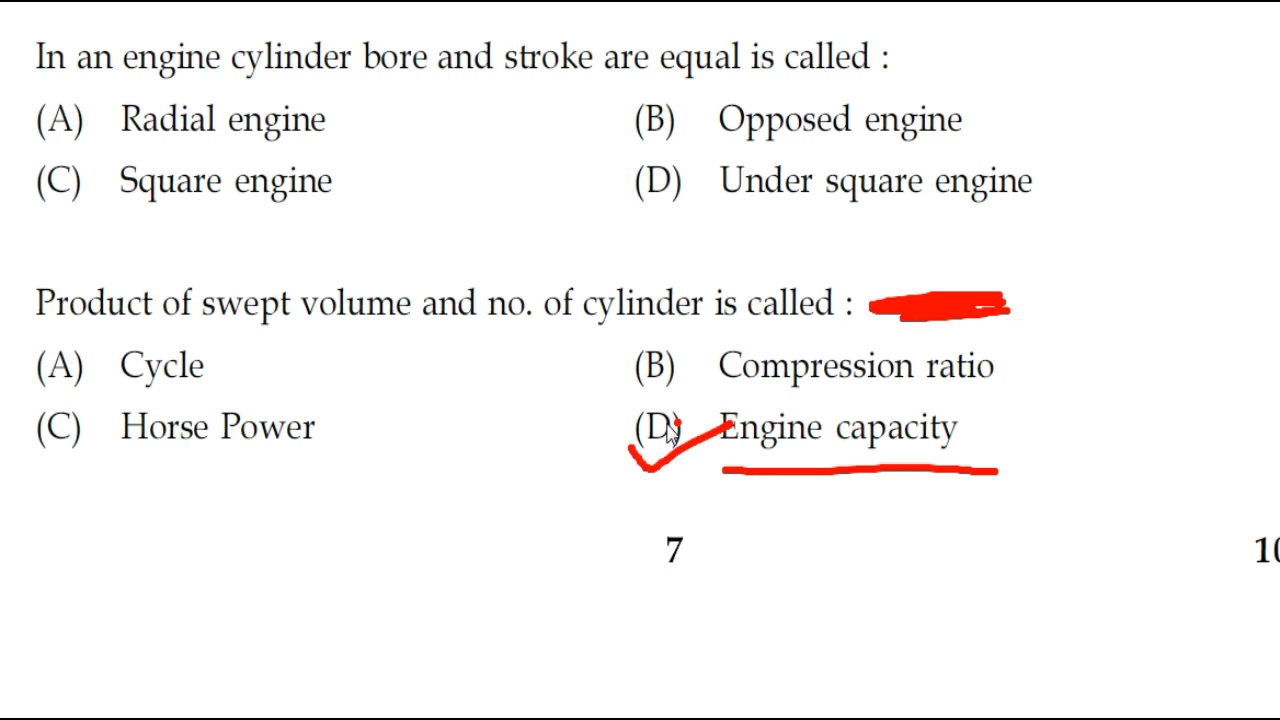 In an engine cylinder bore and stroke are equal is called :
(A) Radial engine (B) Opposed engine
(C) Square engine (D) Under square engine
Product of swept volume and no. of cylinder is called :
(A) Cycle (B) Compression ratio
(C) Horse Power (D) Engine capacity
7